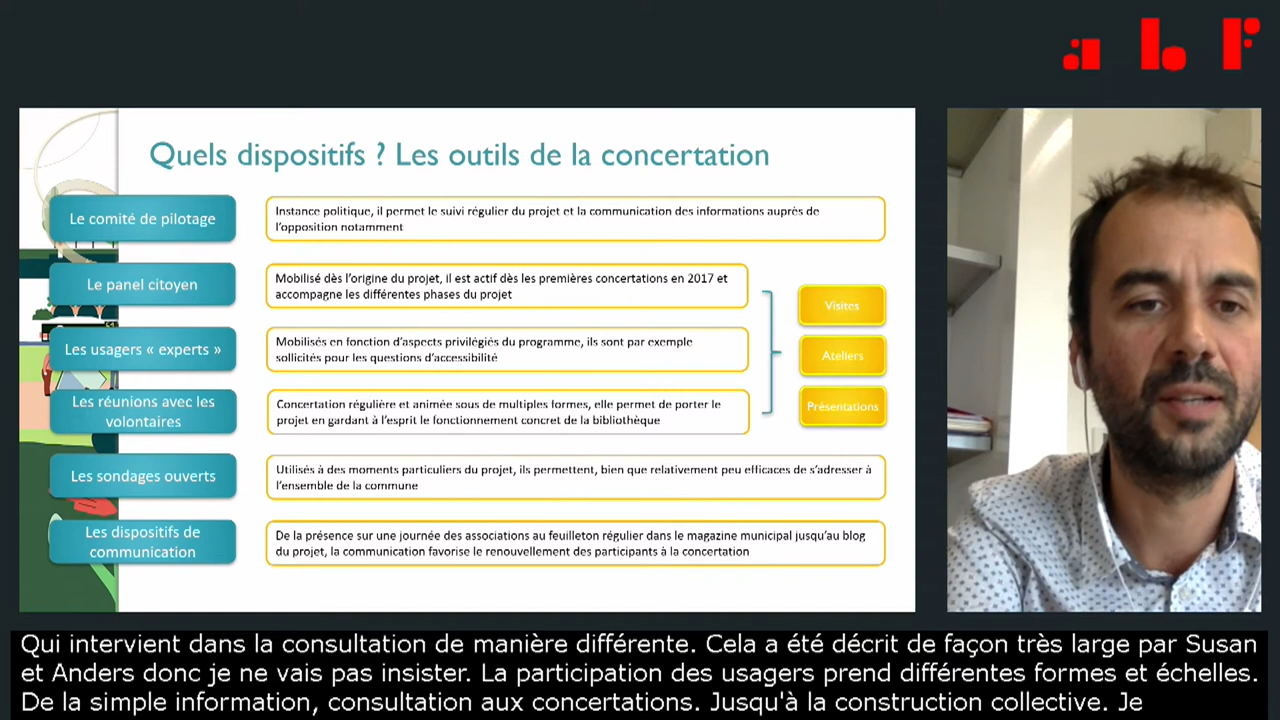 abf
Quels dispositifs ? Les outils de la concertation
Le comité de pilotage
Instance politique, il permet le suivi régulier du projet et la communication des informations auprès de
l'opposition notamment
Le panel citoyen
Mobilisé dès l'origine du projet, il est actif dès les premières concertations en 2017 et
accompagne les différentes phases du projet
Les usagers « experts »
Mobilisés en fonction d'aspects privilégiés du programme, ils sont par exemple
sollicités pour les questions d'accessibilité
Les réunions avec les
volontaires
Concertation régulière et animée sous de multiples formes, elle permet de porter le
projet en gardant à l'esprit le fonctionnement concret de la bibliothèque
Visites
Ateliers
Présentations
Les sondages ouverts
Utilisés à des moments particuliers du projet, ils permettent, bien que relativement peu efficaces de s'adresser à
l'ensemble de la commune
Les dispositifs de
communication
De la présence sur une journée des associations au feuilleton régulier dans le magazine municipal jusqu'au blog
du projet, la communication favorise le renouvellement des participants à la concertation
Qui intervient dans la consultation de manière différente. Cela a été décrit de façon très large par Susan
et Anders donc je ne vais pas insister. La participation des usagers prend différentes formes et échelles.
De la simple information, consultation aux concertations. Jusqu'à la construction collective. Je